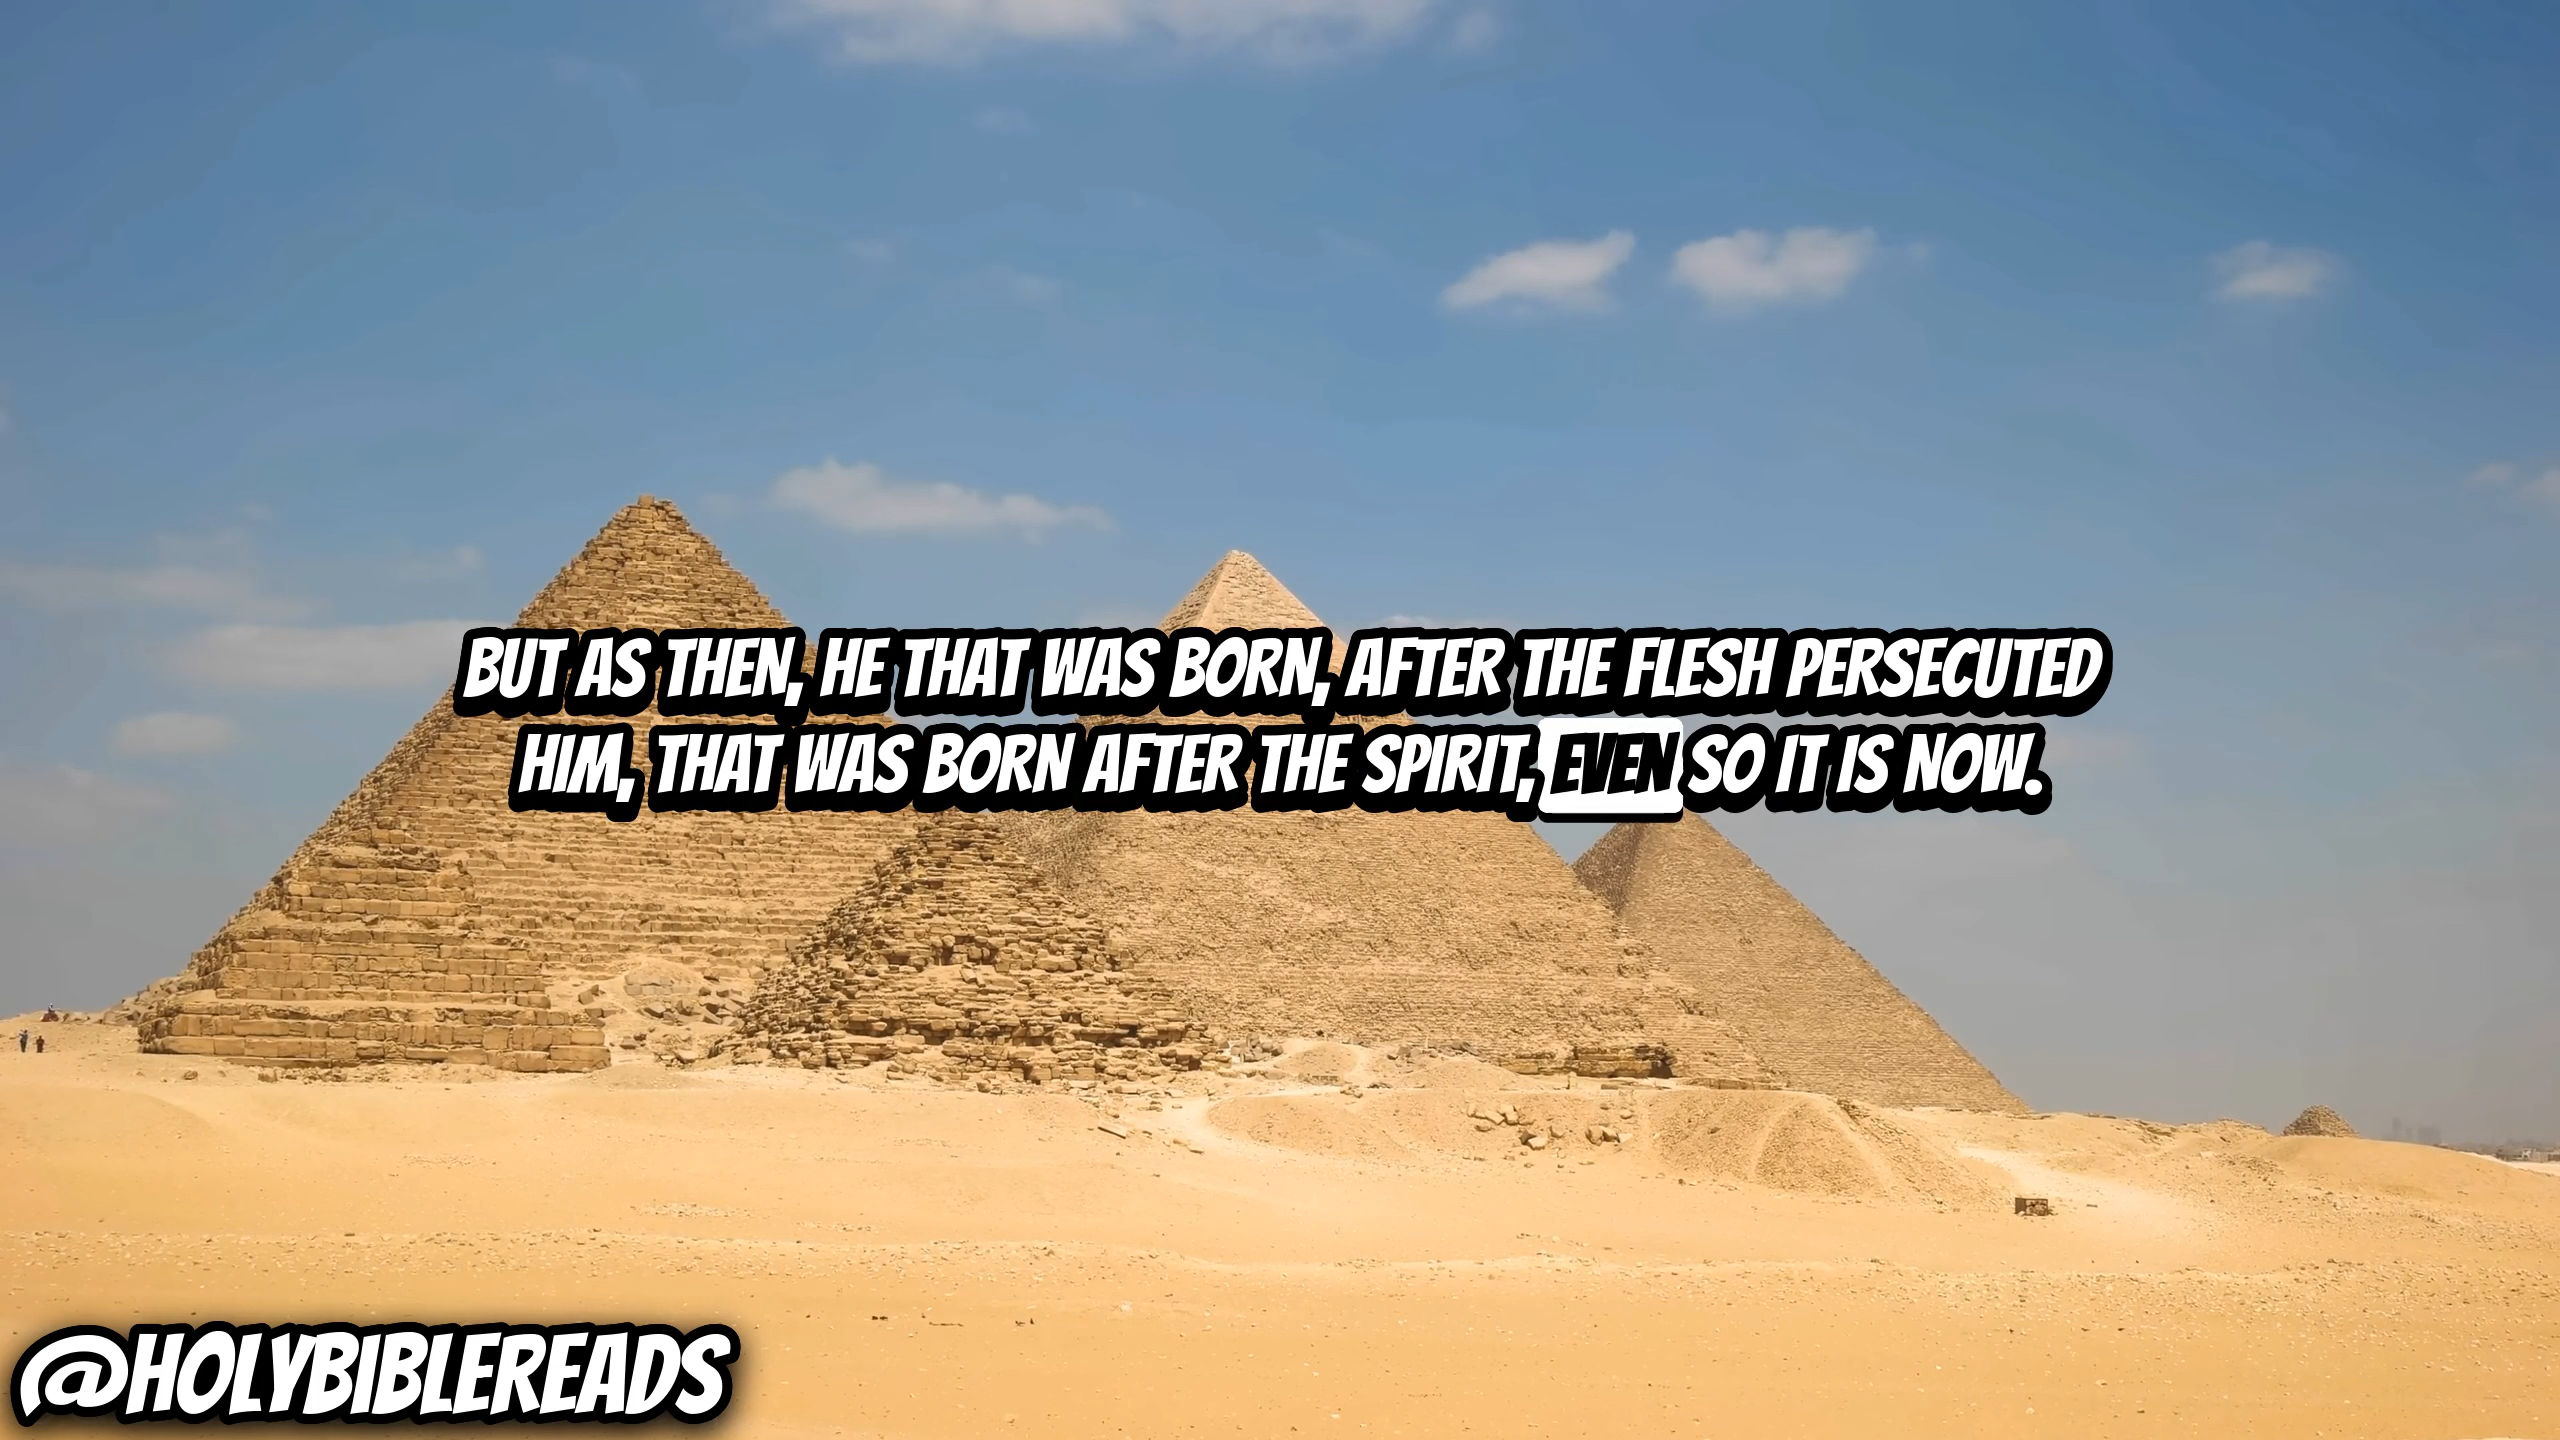 BUT AS THEN, HE THAT WAS BORN, AFTER THE FLESH PERSECUTED
HIM, THAT WAS BORN AFTER THE SPIRIT, EVEN SO IT IS NOW.
@HOLYBIBLEREADS